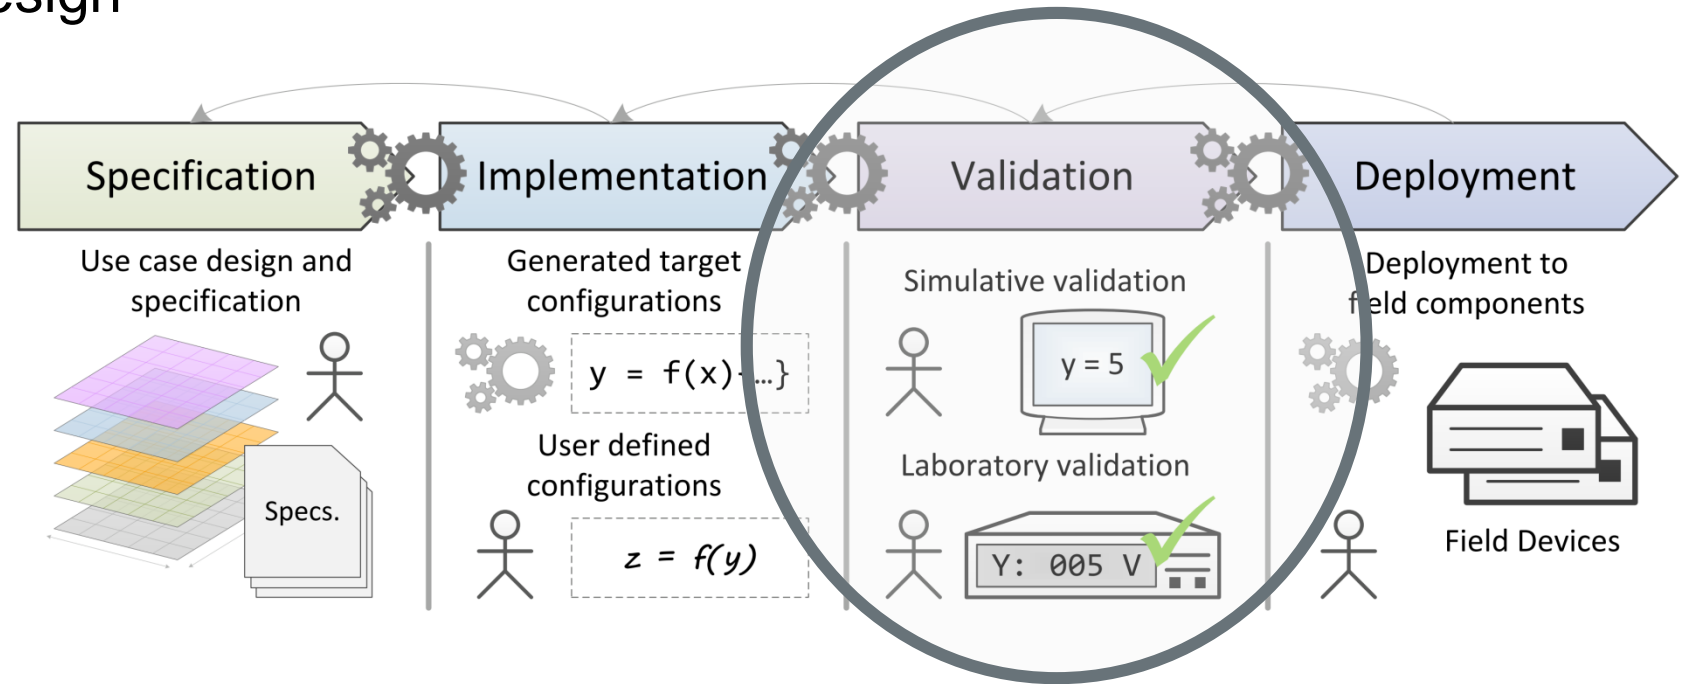 Specification
Implementation
Validation
Deployment
Use case design and
specification
Specs.
Generated target
configurations
y = f(x){…}
User defined
configurations
z = f(y)
Simulative validation
y = 5
Laboratory validation
Y: 005 V
Deployment to
field components
Field Devices